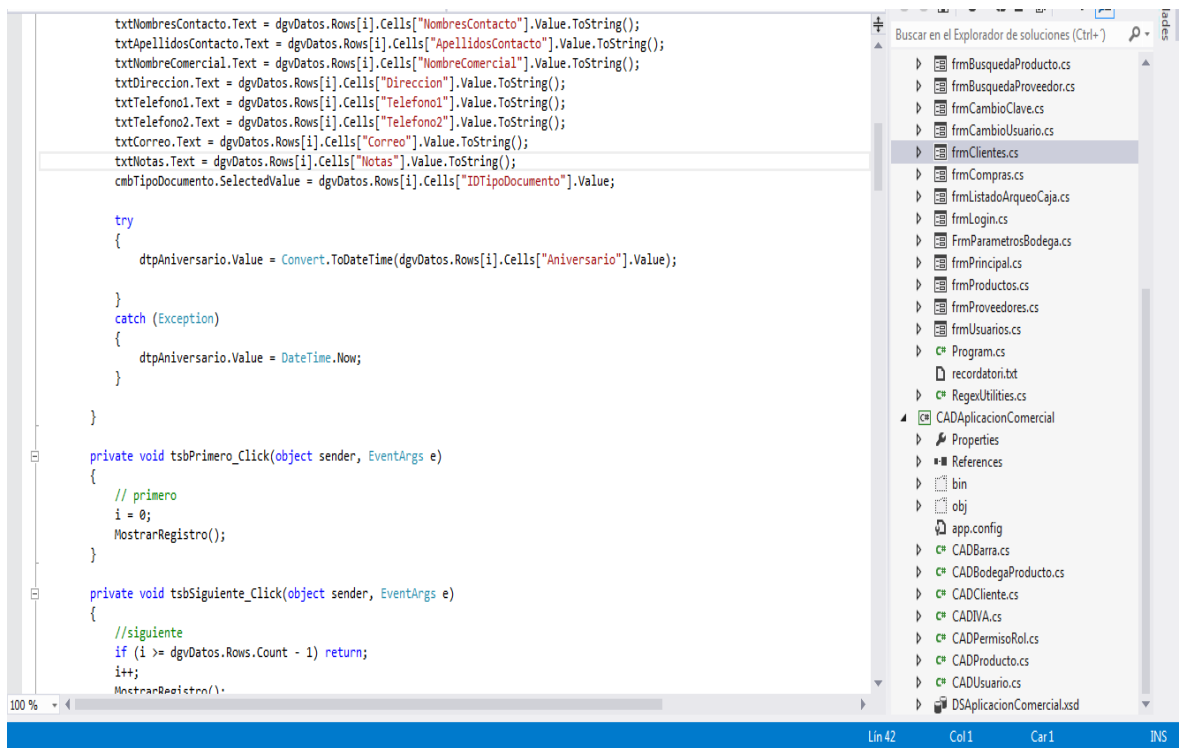 txtNombresContacto.Text = dgvDatos.Rows[i].Cells["NombresContacto"].Value.ToString();
txtApellidosContacto.Text = dgvDatos.Rows[i].Cells["ApellidosContacto"].Value.ToString();
txtNombreComercial.Text = dgvDatos.Rows[i].Cells["NombreComercial"].Value.ToString();
txtDireccion.Text = dgvDatos.Rows[i].Cells["Direccion"].Value.ToString();
txtTelefono1.Text = dgvDatos.Rows[i].Cells["Telefono1"].Value.ToString();
txtTelefono2.Text = dgvDatos.Rows[i].Cells["Telefono2"].Value.ToString();
txtCorreo.Text = dgvDatos.Rows[i].Cells["Correo"].Value.ToString();
txtNotas.Text = dgvDatos.Rows[i].Cells["Notas"].Value.ToString();
cmbTipoDocumento.SelectedValue = dgvDatos.Rows[i].Cells["IDTipoDocumento"].Value;
try
{
dtpAniversario.Value = Convert.ToDateTime(dgvDatos.Rows[i].Cells["Aniversario"].Value);
}
catch (Exception)
{
dtpAniversario.Value = DateTime.Now;
}
}
private void tsbPrimero_Click(object sender, EventArgs e)
{
// primero
i = 0;
MostrarRegistro();
}
private void tsbSiguiente_Click(object sender, EventArgs e)
{
//siguiente
if (i >= dgvDatos.Rows.Count - 1) return;
i++;
MostrarRegistro();
100 %
Buscar en el Explorador de soluciones (Ctrl+´)
frmBusquedaProducto.cs
frmBusquedaProveedor.cs
frmCambioClave.cs
frmCambioUsuario.cs
frmClientes.cs
frmCompras.cs
frmListadoArqueoCaja.cs
frmLogin.cs
FrmParametrosBodega.cs
frmPrincipal.cs
frmProductos.cs
frmProveedores.cs
frmUsuarios.cs
C# Program.cs
recordatori.txt
C# RegexUtilities.cs
C# CADAplicacionComercial
Properties
References
bin
obj
app.config
C# CADBarra.cs
C# CADBodegaProducto.cs
C# CADCliente.cs
C# CADIVA.cs
C# CADPermisoRol.cs
C# CADProducto.cs
C# CADUsuario.cs
DSAplicacionComercial.xsd
lades
Lín 42 Col 1 Car 1 INS